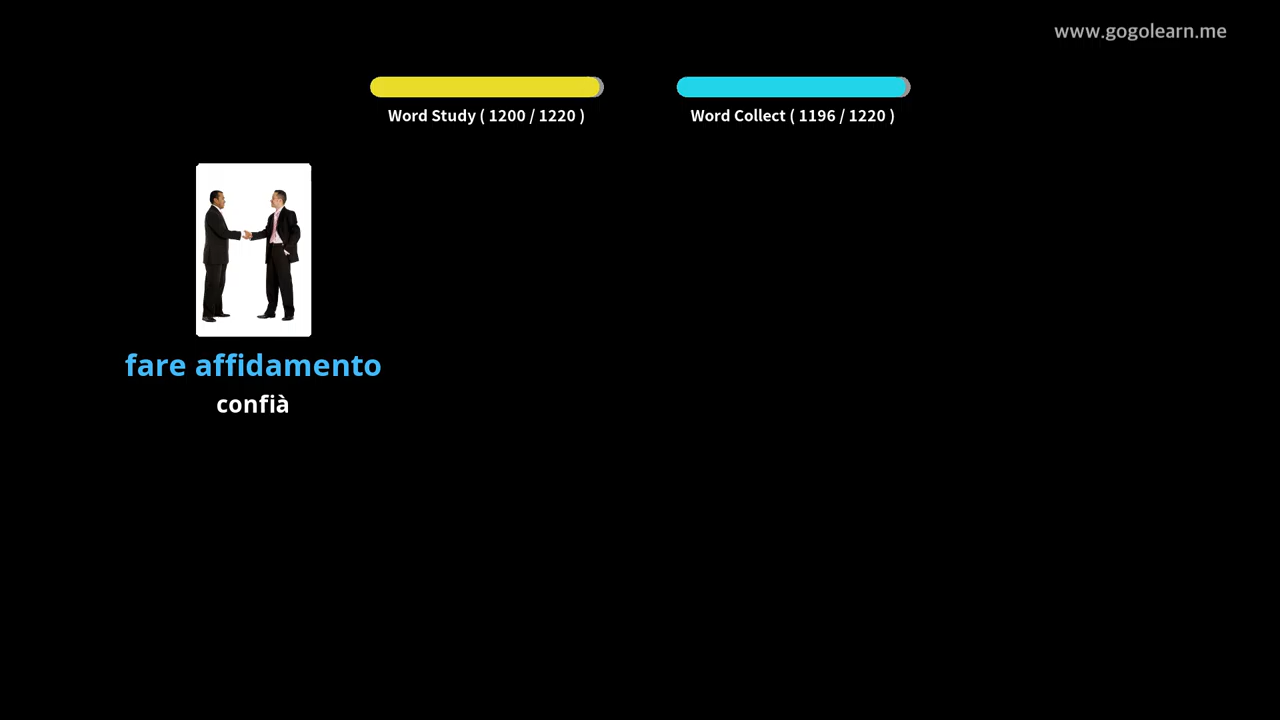 www.gogolearn.me
Word Study ( 1200 / 1220 )
Word Collect ( 1196 / 1220 )
fare affidamento
confià